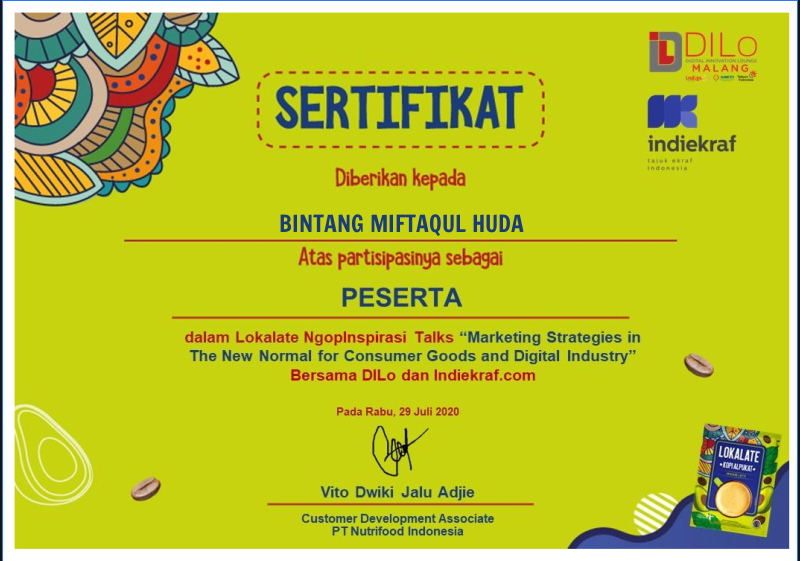 DILo
DIGITAL INNOVATION LOUNGE
MALANG
SERTIFIKAT
indiekraf
tajuk ekraf
Indonesia
Diberikan kepada
BINTANG MIFTAQUL HUDA
Atas partisipasinya sebagai
PESERTA
dalam Lokalate NgopInspirasi Talks “Marketing Strategies in
The New Normal for Consumer Goods and Digital Industry”
Bersama DILo dan Indiekraf.com
Pada Rabu, 29 Juli 2020
Vito Dwiki Jalu Adjie
Customer Development Associate
PT Nutrifood Indonesia
LOKALATE
KOPI ALPUKAT